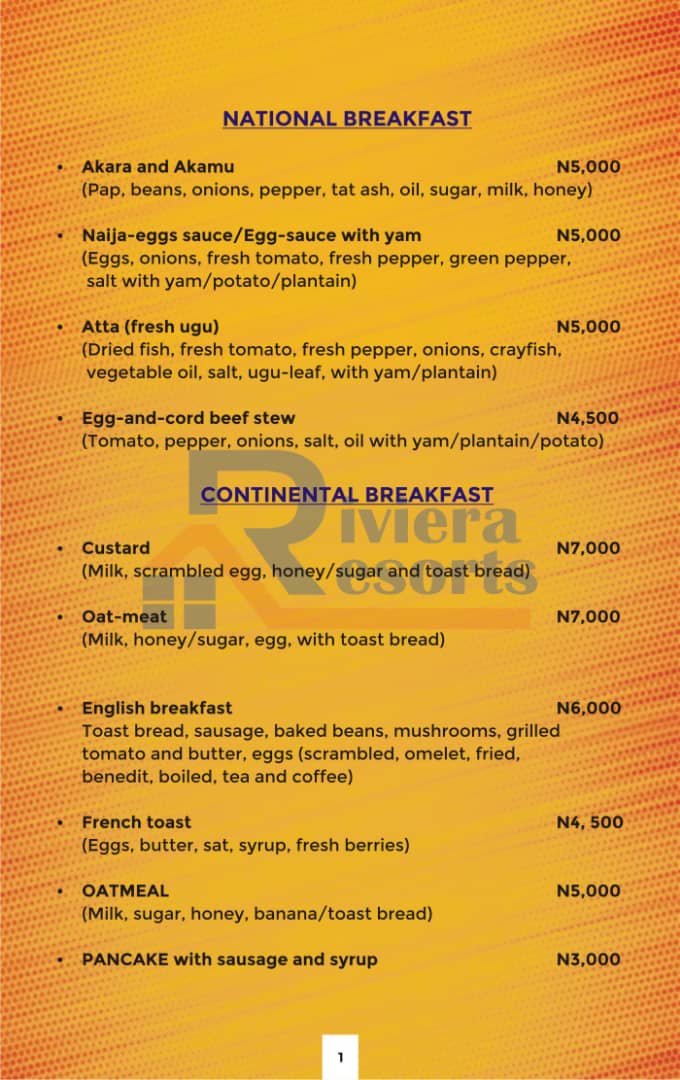 NATIONAL BREAKFAST
• Akara and Akamu N5,000
(Pap, beans, onions, pepper, tat ash, oil, sugar, milk, honey)
• Naija-eggs sauce/Egg-sauce with yam N5,000
(Eggs, onions, fresh tomato, fresh pepper, green pepper,
salt with yam/potato/plantain)
• Atta (fresh ugu) N5,000
(Dried fish, fresh tomato, fresh pepper, onions, crayfish,
vegetable oil, salt, ugu-leaf, with yam/plantain)
• Egg-and-cord beef stew N4,500
(Tomato, pepper, onions, salt, oil with yam/plantain/potato)
CONTINENTAL BREAKFAST
Riviera
Resorts
• Custard N7,000
(Milk, scrambled egg, honey/sugar and toast bread)
• Oat-meat N7,000
(Milk, honey/sugar, egg, with toast bread)
• English breakfast N6,000
Toast bread, sausage, baked beans, mushrooms, grilled
tomato and butter, eggs (scrambled, omelet, fried,
benedit, boiled, tea and coffee)
• French toast N4, 500
(Eggs, butter, sat, syrup, fresh berries)
• OATMEAL N5,000
(Milk, sugar, honey, banana/toast bread)
• PANCAKE with sausage and syrup N3,000
1